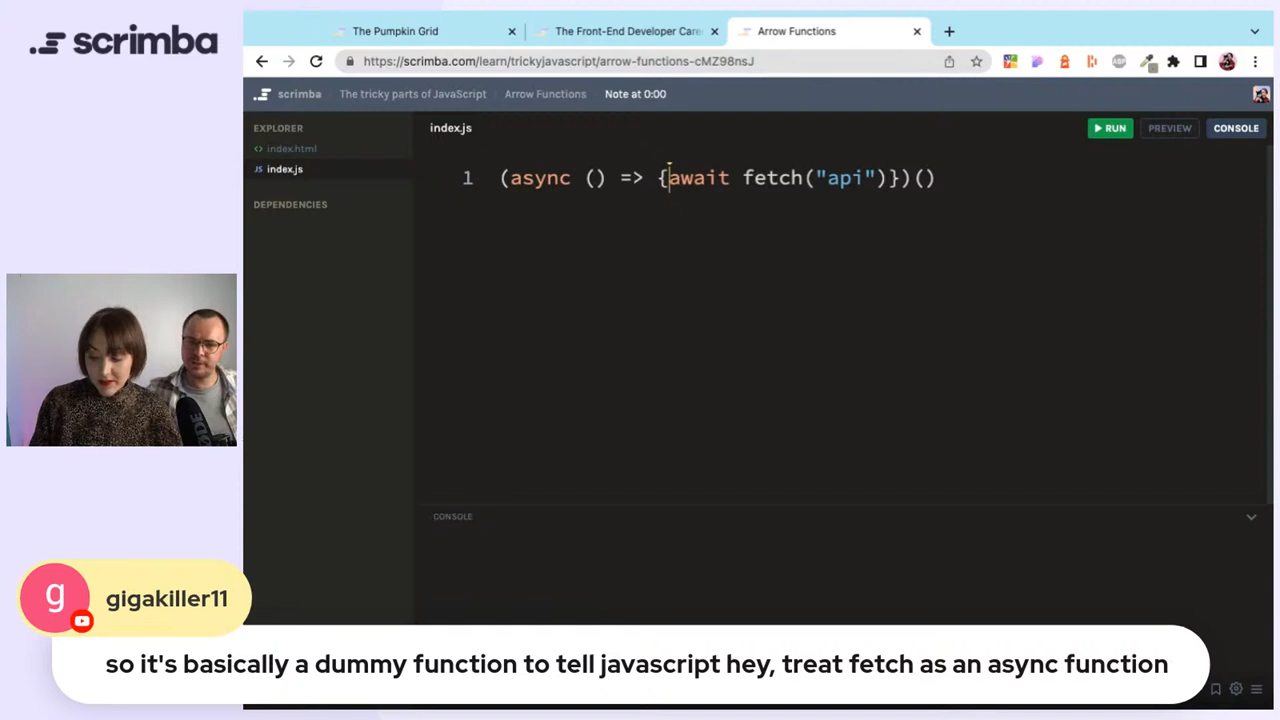 scrimba
The Pumpkin Grid
The Front-End Developer Care
Arrow Functions
https://scrimba.com/learn/trickyjavascript/arrow-functions-cMZ98nsJ
scrimba
The tricky parts of JavaScript
Arrow Functions
Note at 0:00
EXPLORER
index.js
RUN
PREVIEW
CONSOLE
<> index.html
JS index.js
1 (async () => {await fetch("api")})()
DEPENDENCIES
CONSOLE
g
gigakiller11
so it's basically a dummy function to tell javascript hey, treat fetch as an async function